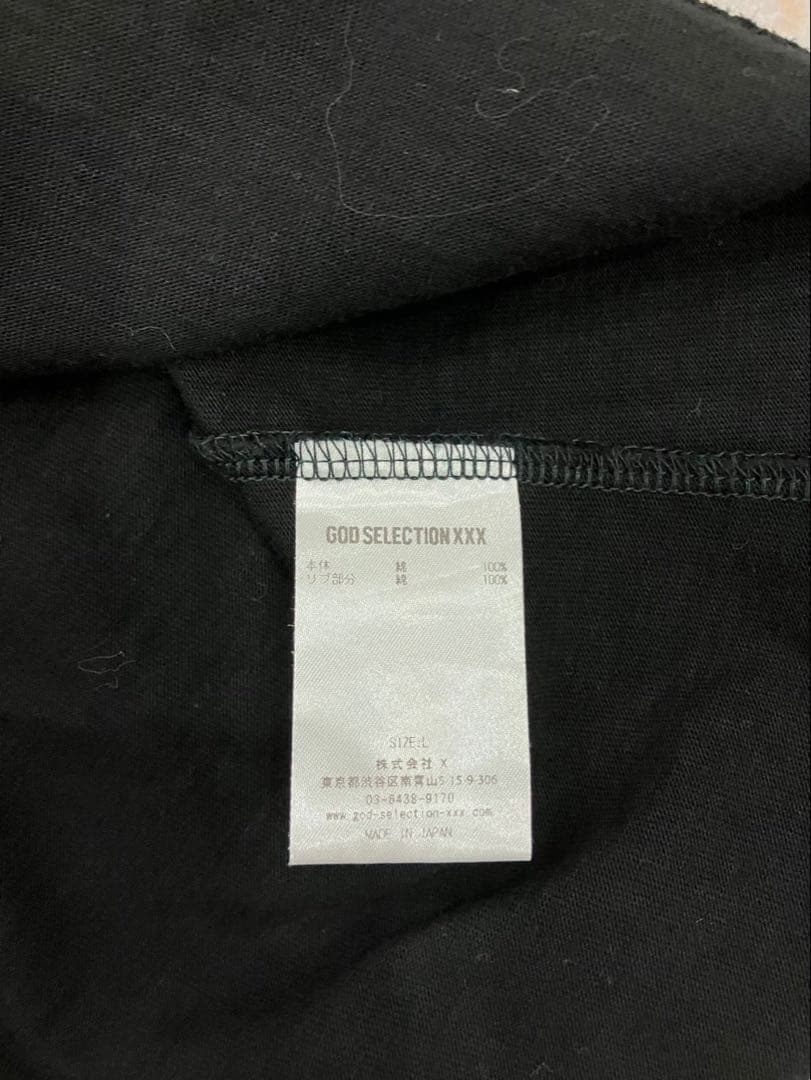 GOD SELECTION XXX
本体 綿 100%
リブ部分 綿 100%
SIZE:L
株式会社 X
東京都渋谷区南青山5-15-9-306
03-6438-9170
www.god-selection-xxx.com
MADE IN JAPAN